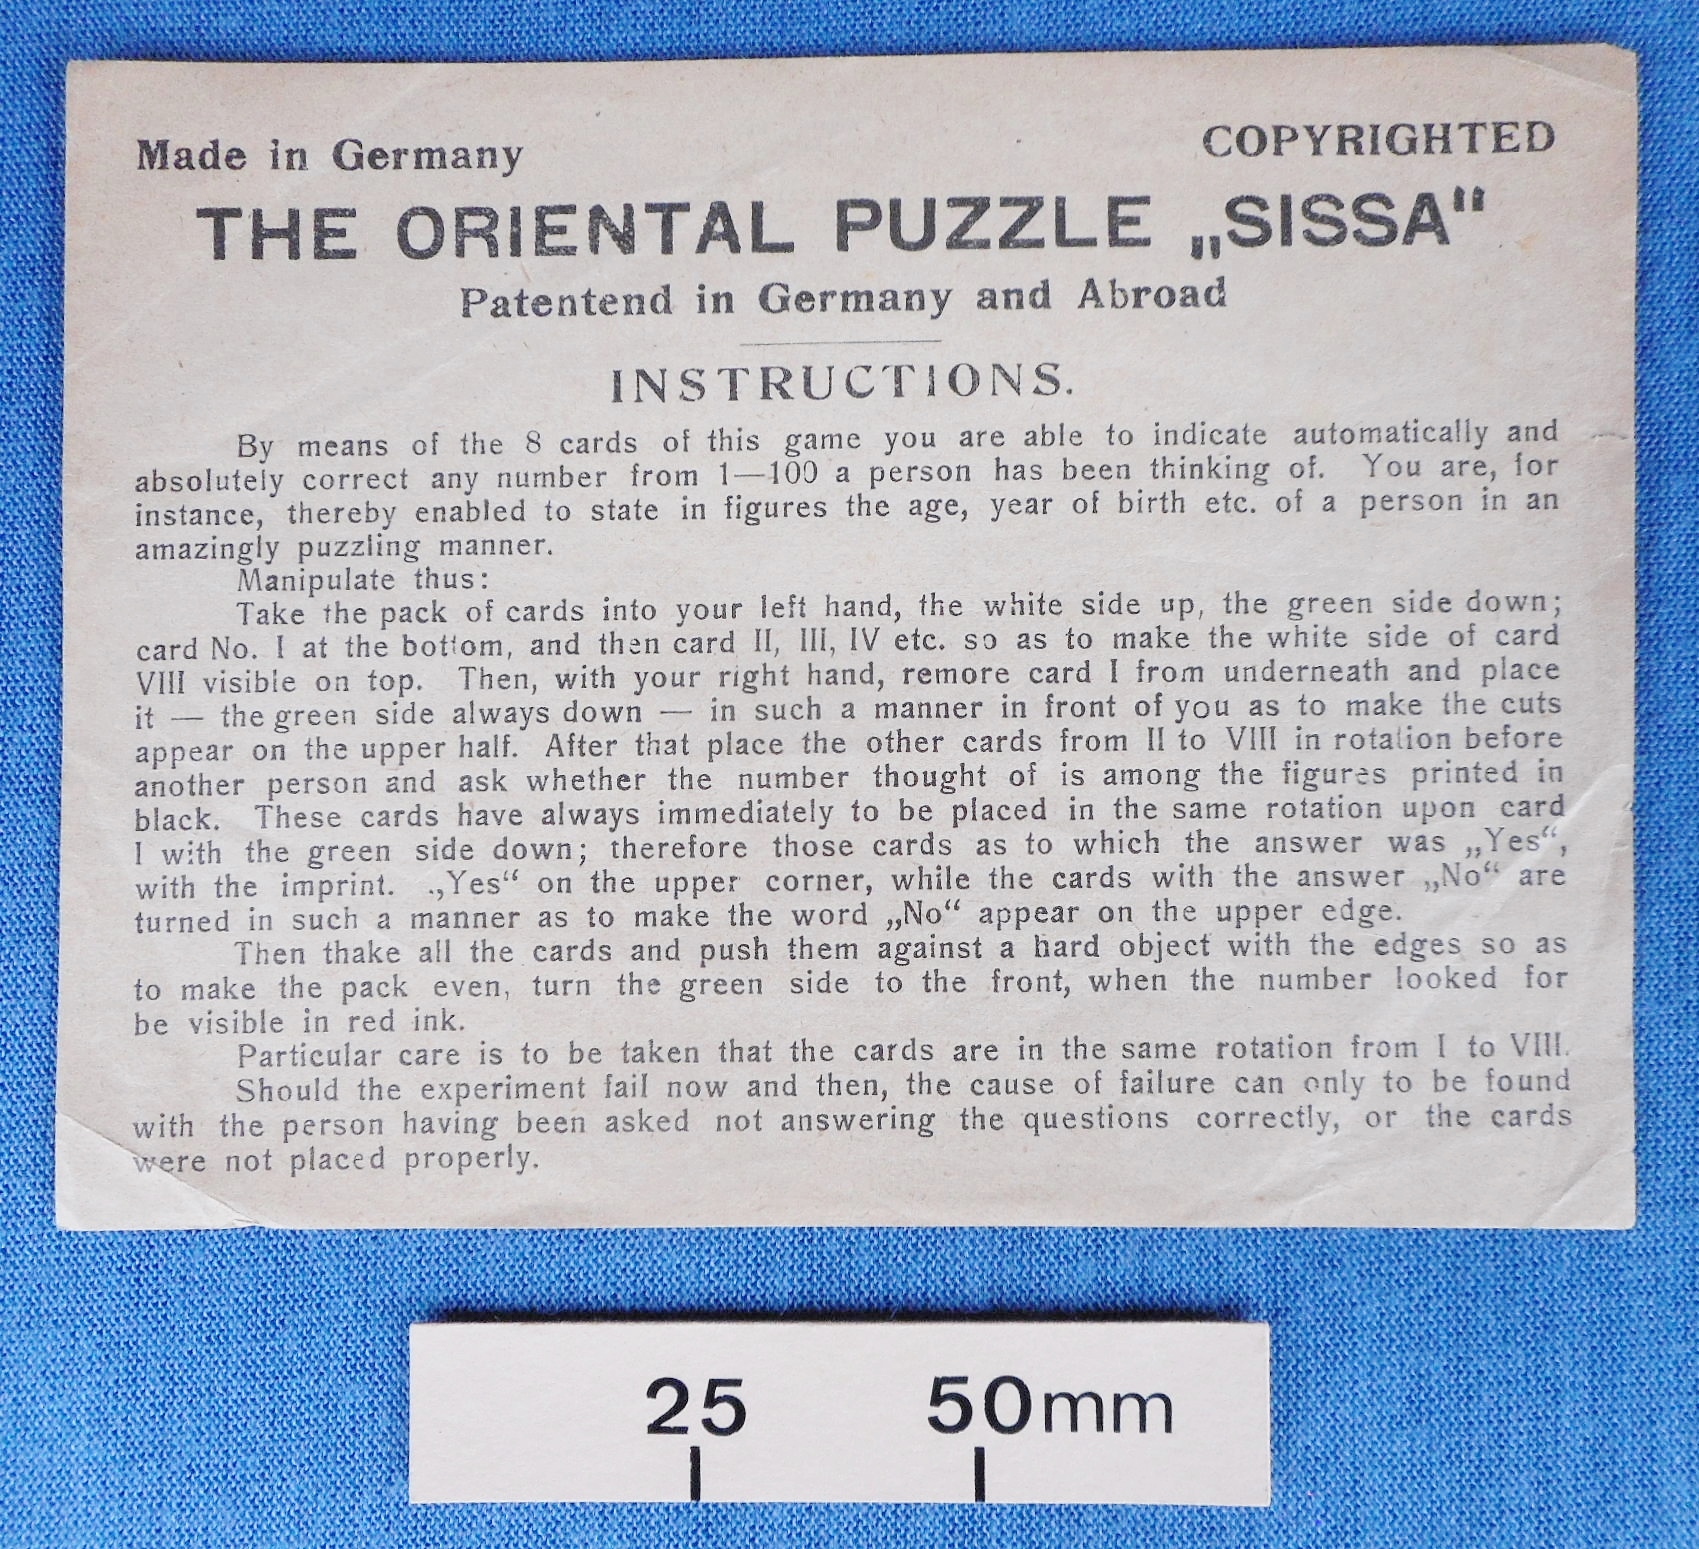 Made in Germany
COPYRIGHTED
THE ORIENTAL PUZZLE „SISSA“
Patentend in Germany and Abroad
INSTRUCTIONS.
By means of the 8 cards of this game you are able to indicate automatically and
absolutely correct any number from 1—100 a person has been thinking of. You are, for
instance, thereby enabled to state in figures the age, year of birth etc. of a person in an
amazingly puzzling manner.
Manipulate thus:
Take the pack of cards into your left hand, the white side up, the green side down;
card No. I at the bottom, and then card II, III, IV etc. so as to make the white side of card
VIII visible on top. Then, with your right hand, remore card I from underneath and place
it — the green side always down — in such a manner in front of you as to make the cuts
appear on the upper half. After that place the other cards from II to VIII in rotation before
another person and ask whether the number thought of is among the figures printed in
black. These cards have always immediately to be placed in the same rotation upon card
I with the green side down; therefore those cards as to which the answer was „Yes“,
with the imprint. „Yes“ on the upper corner, while the cards with the answer „No“ are
turned in such a manner as to make the word „No“ appear on the upper edge.
Then thake all the cards and push them against a hard object with the edges so as
to make the pack even, turn the green side to the front, when the number looked for
be visible in red ink.
Particular care is to be taken that the cards are in the same rotation from I to VIII.
Should the experiment fail now and then, the cause of failure can only to be found
with the person having been asked not answering the questions correctly, or the cards
were not placed properly.
25 50mm